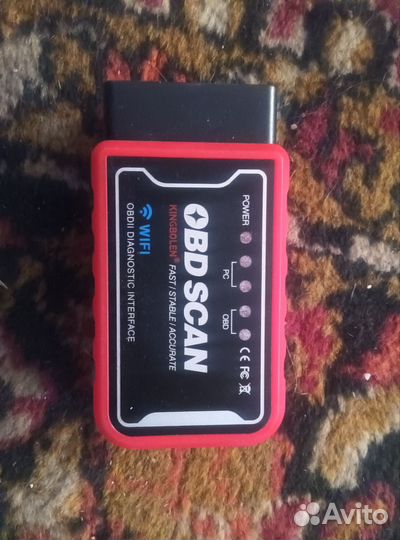 POWER
PC
OBD
CE FC
OBD SCAN
KINGBOLEN® FAST / STABLE / ACCURATE
WIFI
OBDII DIAGNOSTIC INTERFACE
Avito